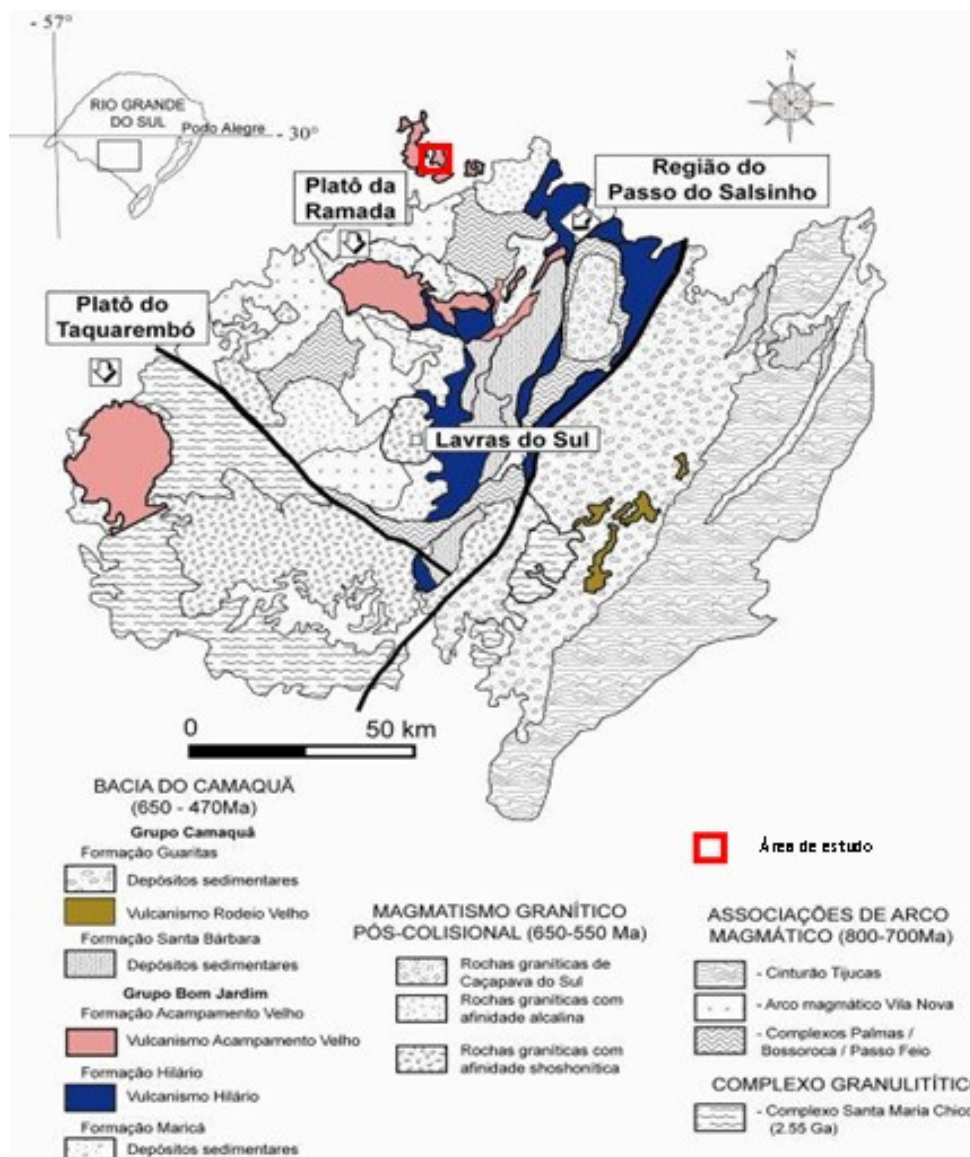 - 57°
RIO GRANDE
DO SUL
Porto Alegre
- 30°
N
Platô da
Ramada
Região do
Passo do Salsinho
Platô do
Taquarembó
Lavras do Sul
0
50 km
BACIA DO CAMAQUÃ
(650 - 470Ma)
Grupo Camaquã
Formação Guaritas
Depósitos sedimentares
Vulcanismo Rodeio Velho
Formação Santa Bárbara
Depósitos sedimentares
Grupo Bom Jardim
Formação Acampamento Velho
Vulcanismo Acampamento Velho
Formação Hilário
Vulcanismo Hilário
Formação Maricá
Depósitos sedimentares
MAGMATISMO GRANÍTICO
PÓS-COLISIONAL (650-550 Ma)
Rochas graníticas de
Caçapava do Sul
Rochas graníticas com
afinidade alcalina
Rochas graníticas com
afinidade shoshonítica
Área de estudo
ASSOCIAÇÕES DE ARCO
MAGMÁTICO (800-700Ma)
- Cinturão Tijucas
- Arco magmático Vila Nova
- Complexos Palmas /
Bossoroca / Passo Feio
COMPLEXO GRANULITÍTICO
- Complexo Santa Maria Chico
(2.55 Ga)